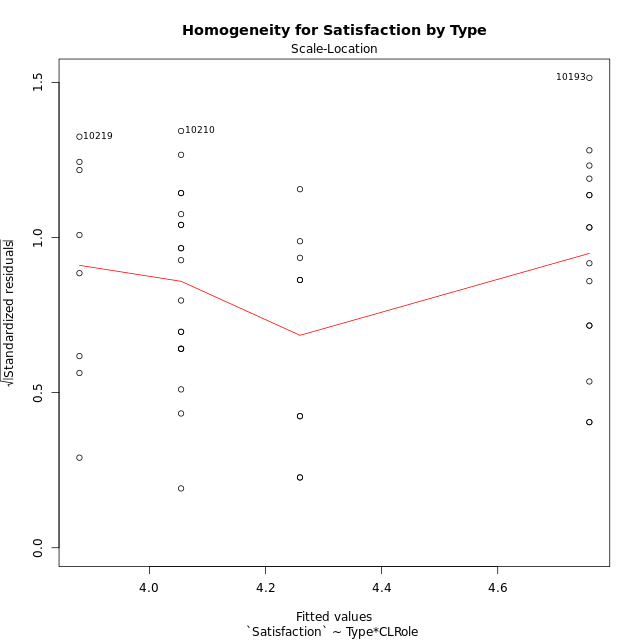 Homogeneity for Satisfaction by Type
Scale-Location
1.5
1.0
0.5
0.0
√|Standardized residuals|
10219
10210
10193
4.0 4.2 4.4 4.6
Fitted values
`Satisfaction` ~ Type*CLRole